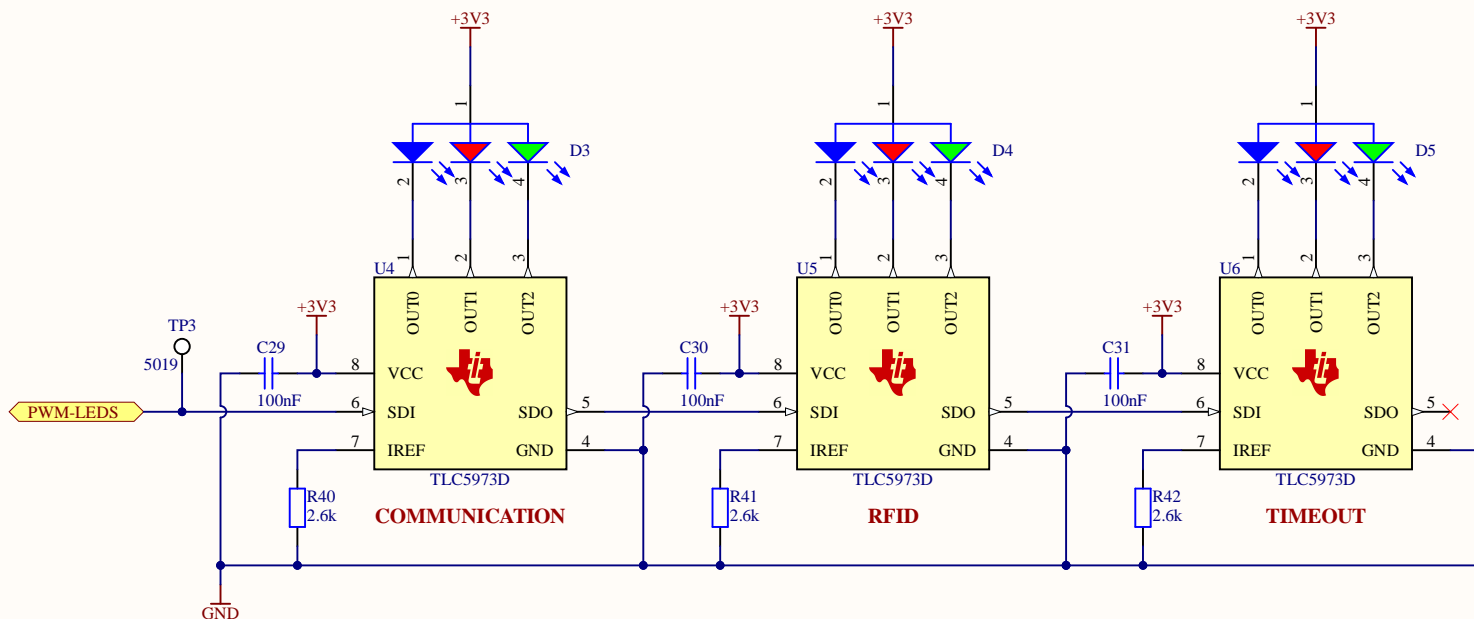 +3V3 +3V3 +3V3
1 1 1
D3 D4 D5
2 3 4 2 3 4 2 3 4
1 2 3 1 2 3 1 2 3
U4 U5 U6
OUT0 OUT1 OUT2 OUT0 OUT1 OUT2 OUT0 OUT1 OUT2
+3V3 +3V3 +3V3
TP3
5019
C29 C30 C31
8 VCC 8 VCC 8 VCC
100nF 100nF 100nF
PWM-LEDS
6 SDI SDO 5 6 SDI SDO 5 6 SDI SDO 5
7 IREF GND 4 7 IREF GND 4 7 IREF GND 4
TLC5973D TLC5973D TLC5973D
R40 R41 R42
2.6k 2.6k 2.6k
COMMUNICATION RFID TIMEOUT
GND